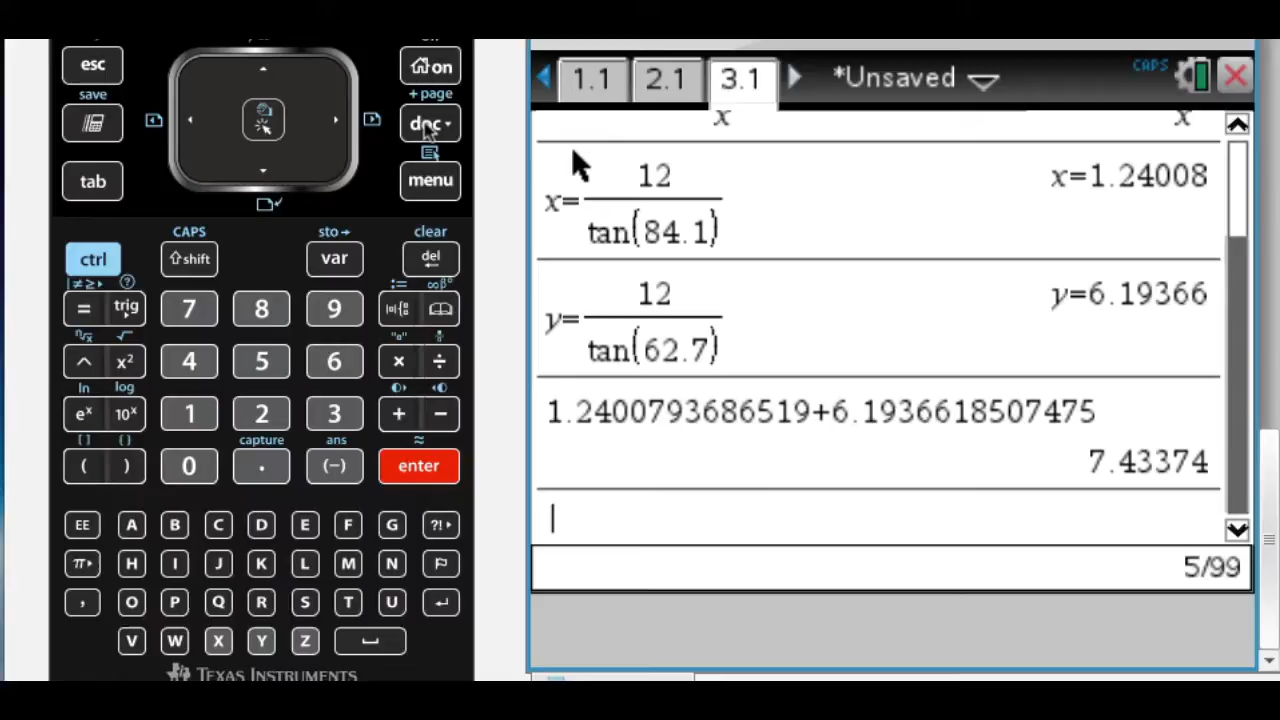 esc
on
save
+ page
doc
tab
menu
CAPS
sto→
clear
ctrl
⇧shift
var
del
|≠≥▸
:=
∞β°
=
trig
7
8
9
ⁿ√x
√
"□"
^
x²
4
5
6
×
÷
ln
log
eˣ
10ˣ
1
2
3
+
−
[ ]
{ }
capture
ans
≈
(
)
0
.
(−)
enter
EE
A
B
C
D
E
F
G
?!▸
π▸
H
I
J
K
L
M
N
,
O
P
Q
R
S
T
U
V
W
X
Y
Z
TEXAS INSTRUMENTS
1.1
2.1
3.1
*Unsaved
CAPS
x
x
x=12/tan(84.1)
x=1.24008
y=12/tan(62.7)
y=6.19366
1.2400793686519+6.1936618507475
7.43374
5/99